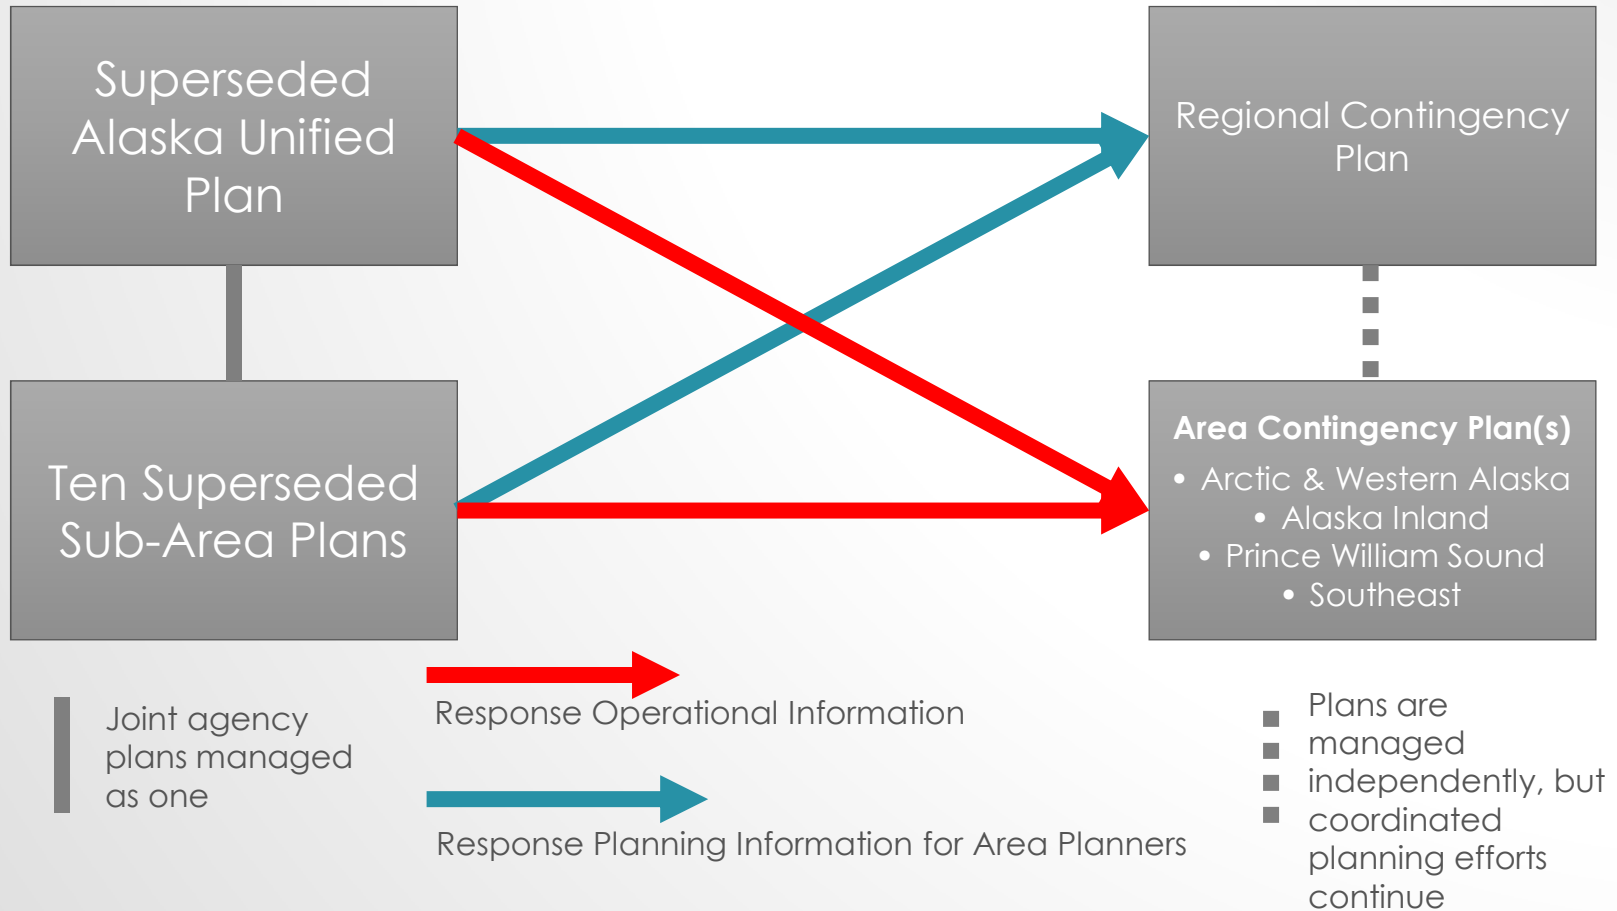 Superseded
Alaska Unified
Plan
Regional Contingency
Plan
Ten Superseded
Sub-Area Plans
Area Contingency Plan(s)
• Arctic & Western Alaska
• Alaska Inland
• Prince William Sound
• Southeast
Joint agency
plans managed
as one
Response Operational Information
Response Planning Information for Area Planners
Plans are
managed
independently, but
coordinated
planning efforts
continue